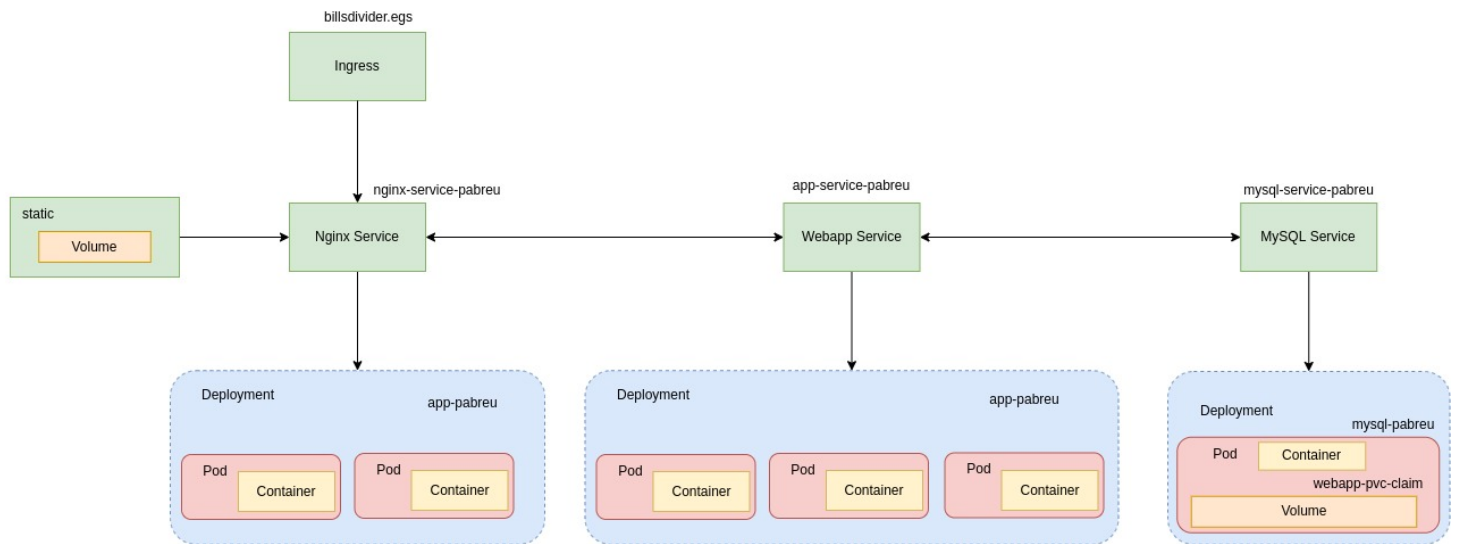 billsdivider.egs
Ingress
nginx-service-pabreu
app-service-pabreu
mysql-service-pabreu
static
Volume
Nginx Service
Webapp Service
MySQL Service
Deployment
app-pabreu
Pod
Container
Pod
Container
Deployment
app-pabreu
Pod
Container
Pod
Container
Pod
Container
Deployment
mysql-pabreu
Pod
Container
webapp-pvc-claim
Volume